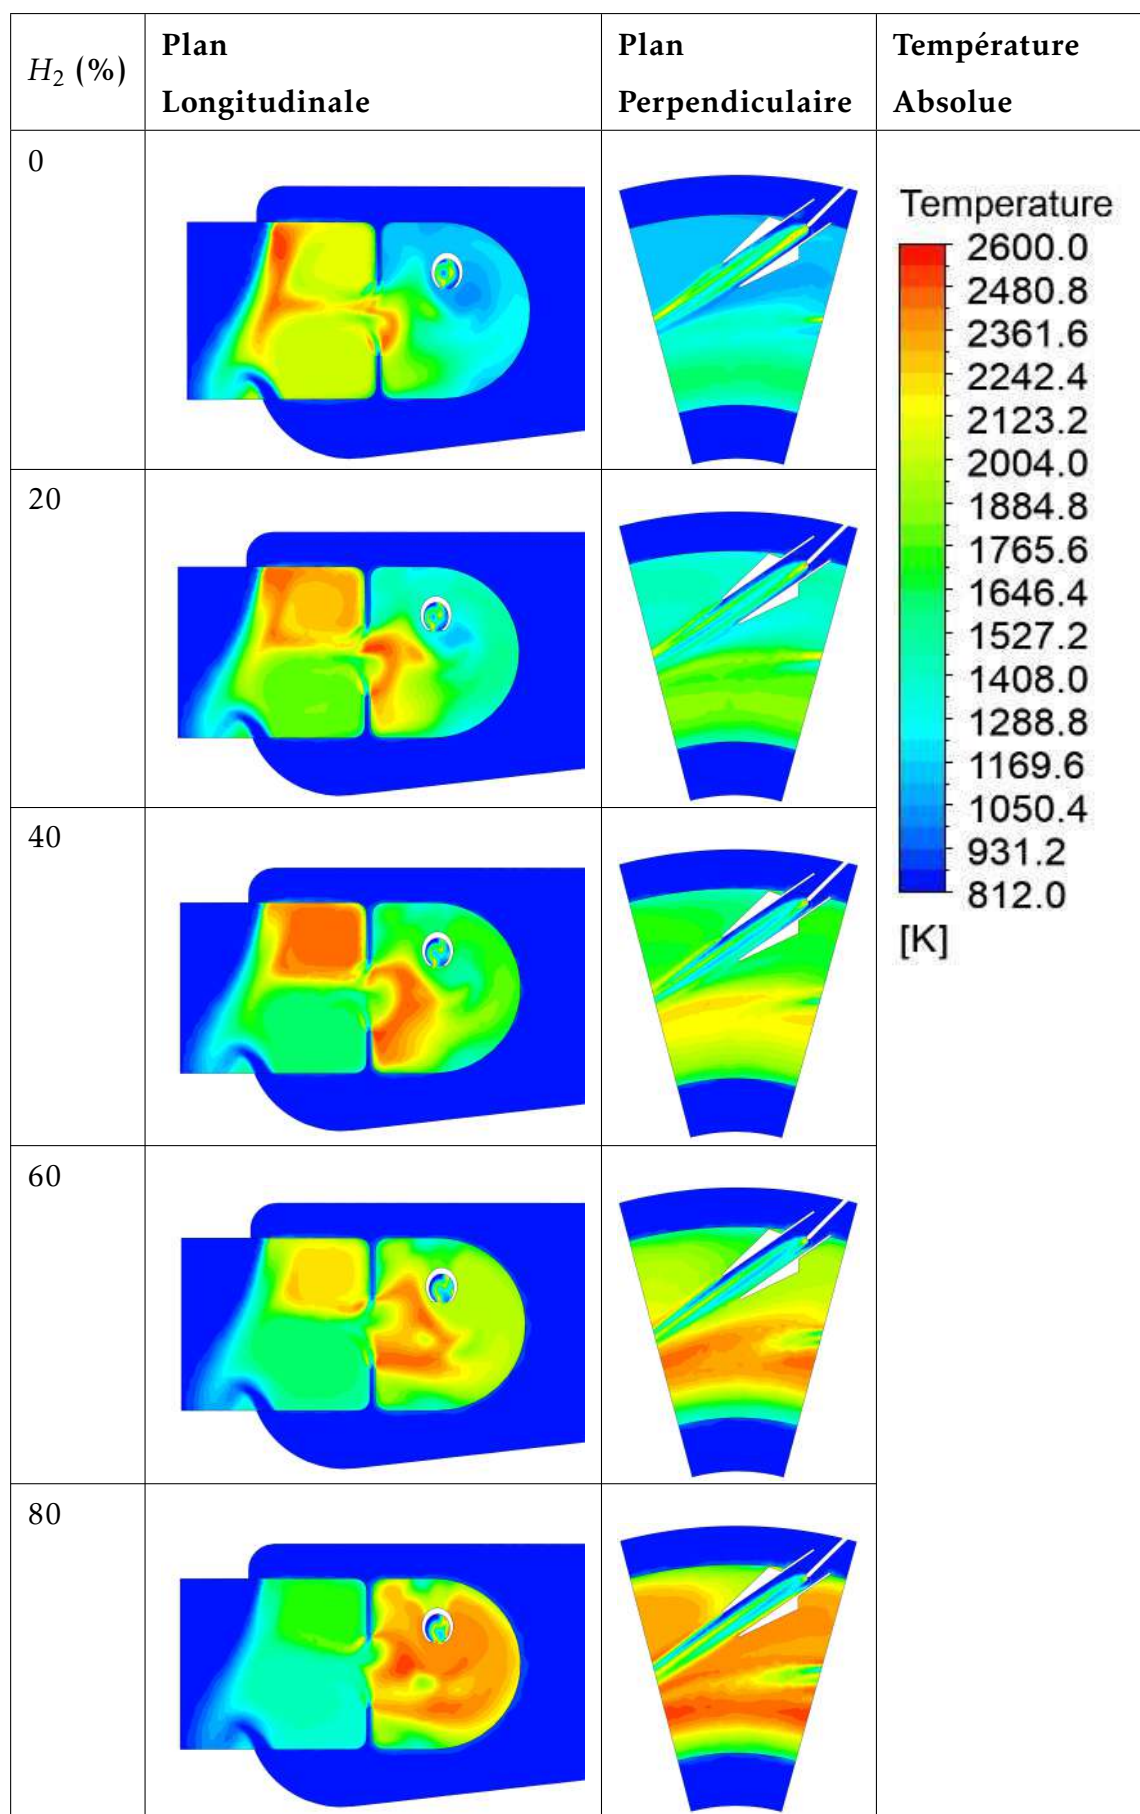 H2 (%)
Plan
Longitudinale
Plan
Perpendiculaire
Température
Absolue
0
Temperature
2600.0
2480.8
2361.6
2242.4
2123.2
2004.0
1884.8
1765.6
1646.4
1527.2
1408.0
1288.8
1169.6
1050.4
931.2
812.0
[K]
20
40
60
80